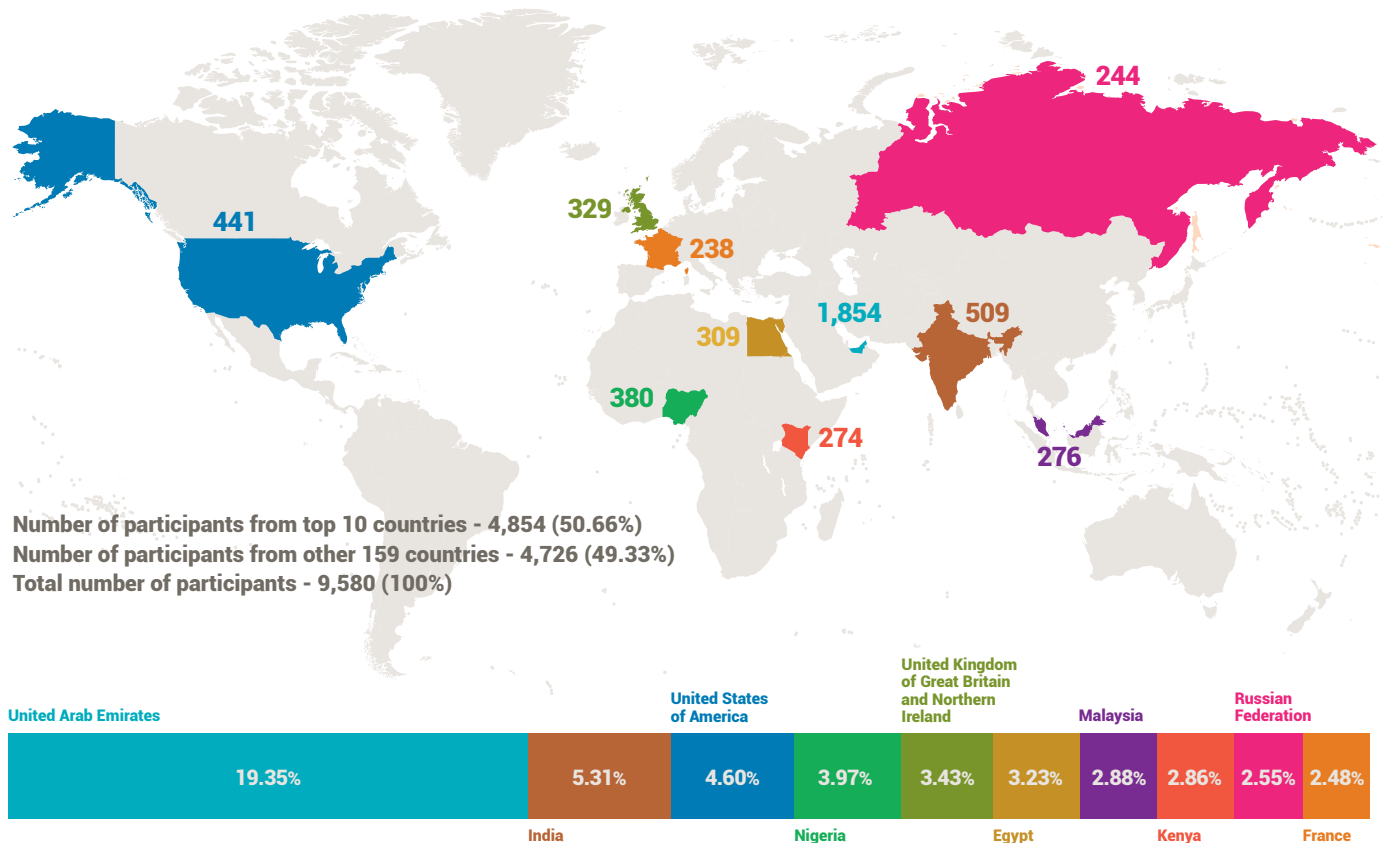 244
441
329
238
1,854
509
309
380
274
276
Number of participants from top 10 countries - 4,854 (50.66%)
Number of participants from other 159 countries - 4,726 (49.33%)
Total number of participants - 9,580 (100%)
United Arab Emirates
United States
of America
United Kingdom
of Great Britain
and Northern
Ireland
Malaysia
Russian
Federation
19.35%
5.31%
4.60%
3.97%
3.43%
3.23%
2.88%
2.86%
2.55%
2.48%
India
Nigeria
Egypt
Kenya
France